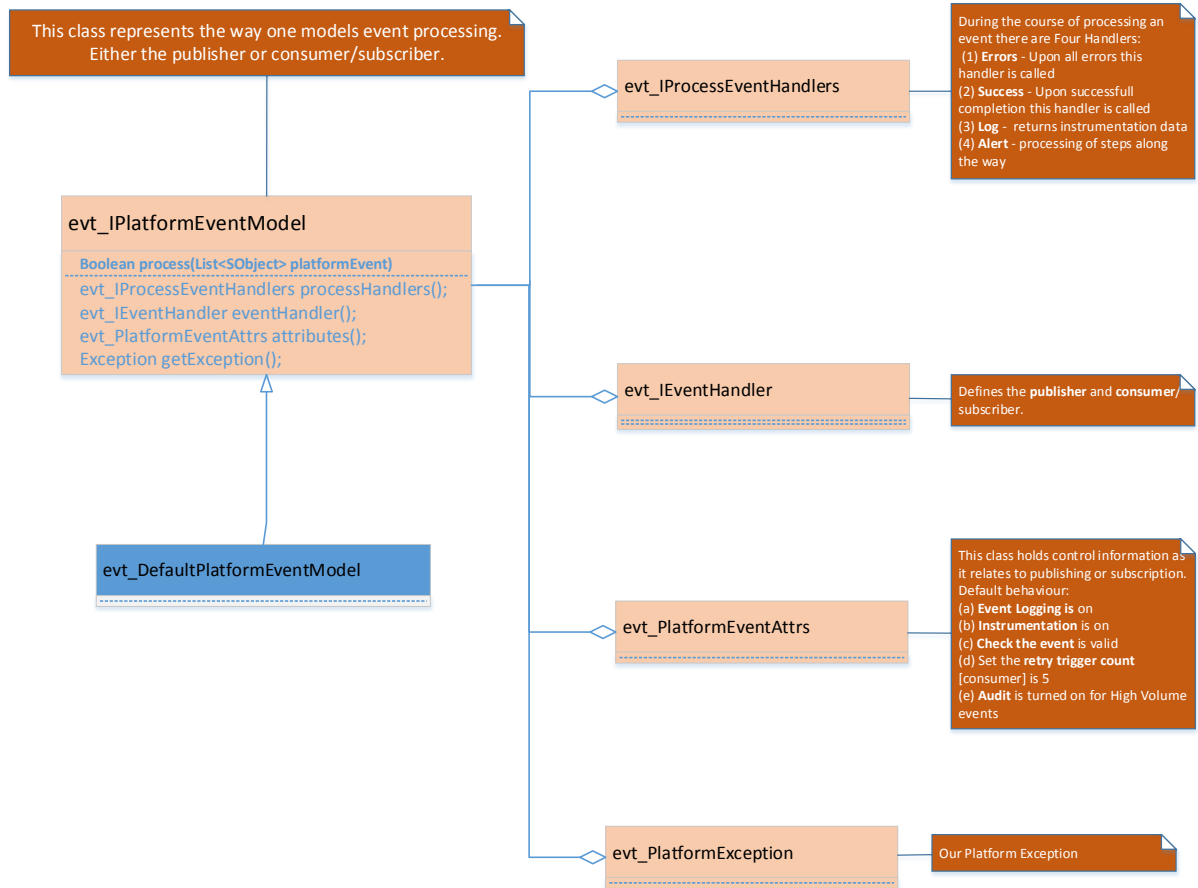 This class represents the way one models event processing.
Either the publisher or consumer/subscriber.
evt_IPlatformEventModel
Boolean process(List<SObject> platformEvent)
evt_IProcessEventHandlers processHandlers();
evt_IEventHandler eventHandler();
evt_PlatformEventAttrs attributes();
Exception getException();
evt_DefaultPlatformEventModel
evt_IProcessEventHandlers
During the course of processing an
event there are Four Handlers:
(1) Errors - Upon all errors this
handler is called
(2) Success - Upon successfull
completion this handler is called
(3) Log - returns instrumentation data
(4) Alert - processing of steps along
the way
evt_IEventHandler
Defines the publisher and consumer/
subscriber.
evt_PlatformEventAttrs
This class holds control information as
it relates to publishing or subscription.
Default behaviour:
(a) Event Logging is on
(b) Instrumentation is on
(c) Check the event is valid
(d) Set the retry trigger count
[consumer] is 5
(e) Audit is turned on for High Volume
events
evt_PlatformException
Our Platform Exception